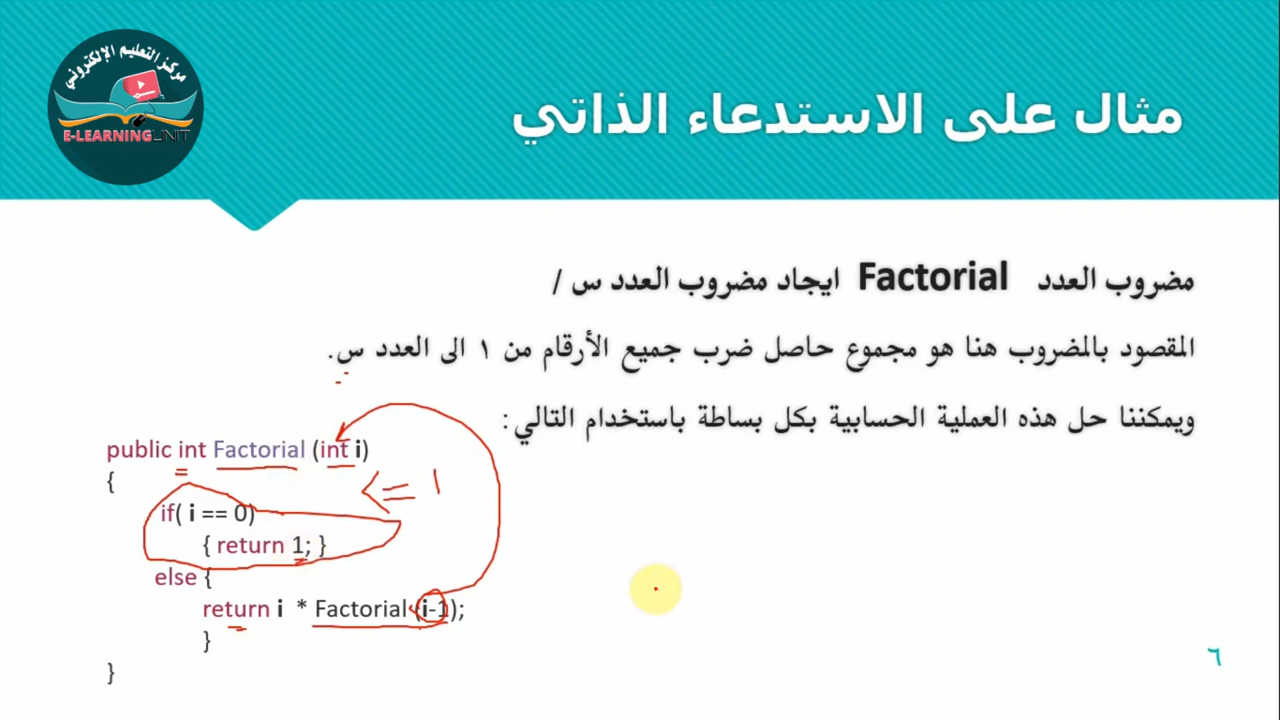 مركز التعليم الإلكتروني
E-LEARNING UNIT
مثال على الاستدعاء الذاتي
مضروب العدد Factorial ايجاد مضروب العدد س /
المقصود بالمضروب هنا هو مجموع حاصل ضرب جميع الأرقام من ١ الى العدد س.
ويمكننا حل هذه العملية الحسابية بكل بساطة باستخدام التالي:
public int Factorial (int i)
{
<= 1
if( i == 0)
{ return 1; }
else {
return i * Factorial (i-1);
}
}
٦